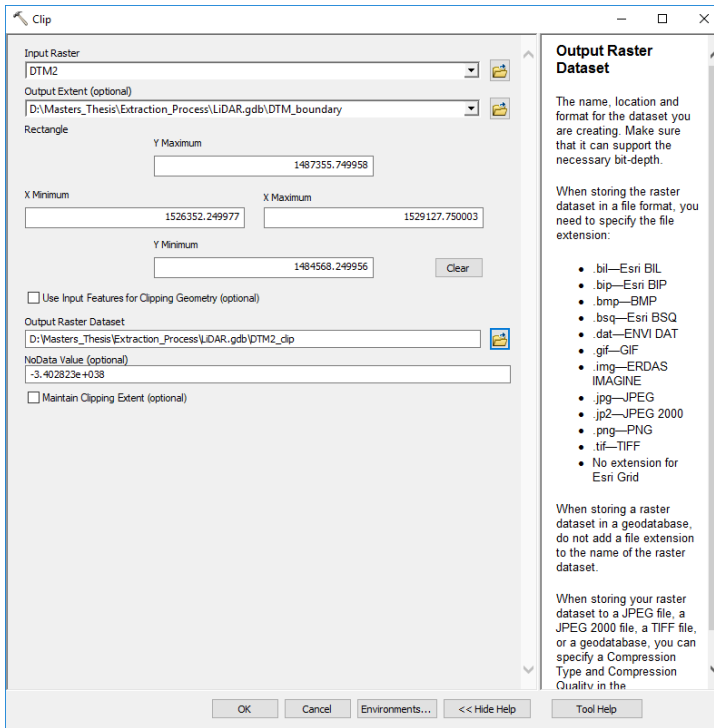 Clip
Input Raster
DTM2
Output Extent (optional)
D:\Masters_Thesis\Extraction_Process\LiDAR.gdb\DTM_boundary
Rectangle
Y Maximum
1487355.749958
X Minimum
X Maximum
1526352.249977
1529127.750003
Y Minimum
1484568.249956
Clear
Use Input Features for Clipping Geometry (optional)
Output Raster Dataset
D:\Masters_Thesis\Extraction_Process\LiDAR.gdb\DTM2_clip
NoData Value (optional)
-3.402823e+038
Maintain Clipping Extent (optional)
OK
Cancel
Environments...
<< Hide Help
Tool Help
Output Raster
Dataset
The name, location and
format for the dataset you
are creating. Make sure
that it can support the
necessary bit-depth.
When storing the raster
dataset in a file format, you
need to specify the file
extension:
• .bil—Esri BIL
• .bip—Esri BIP
• .bmp—BMP
• .bsq—Esri BSQ
• .dat—ENVI DAT
• .gif—GIF
• .img—ERDAS
IMAGINE
• .jpg—JPEG
• .jp2—JPEG 2000
• .png—PNG
• .tif—TIFF
• No extension for
Esri Grid
When storing a raster
dataset in a geodatabase,
do not add a file extension
to the name of the raster
dataset.
When storing your raster
dataset to a JPEG file, a
JPEG 2000 file, a TIFF file,
or a geodatabase, you can
specify a Compression
Type and Compression
Quality in the